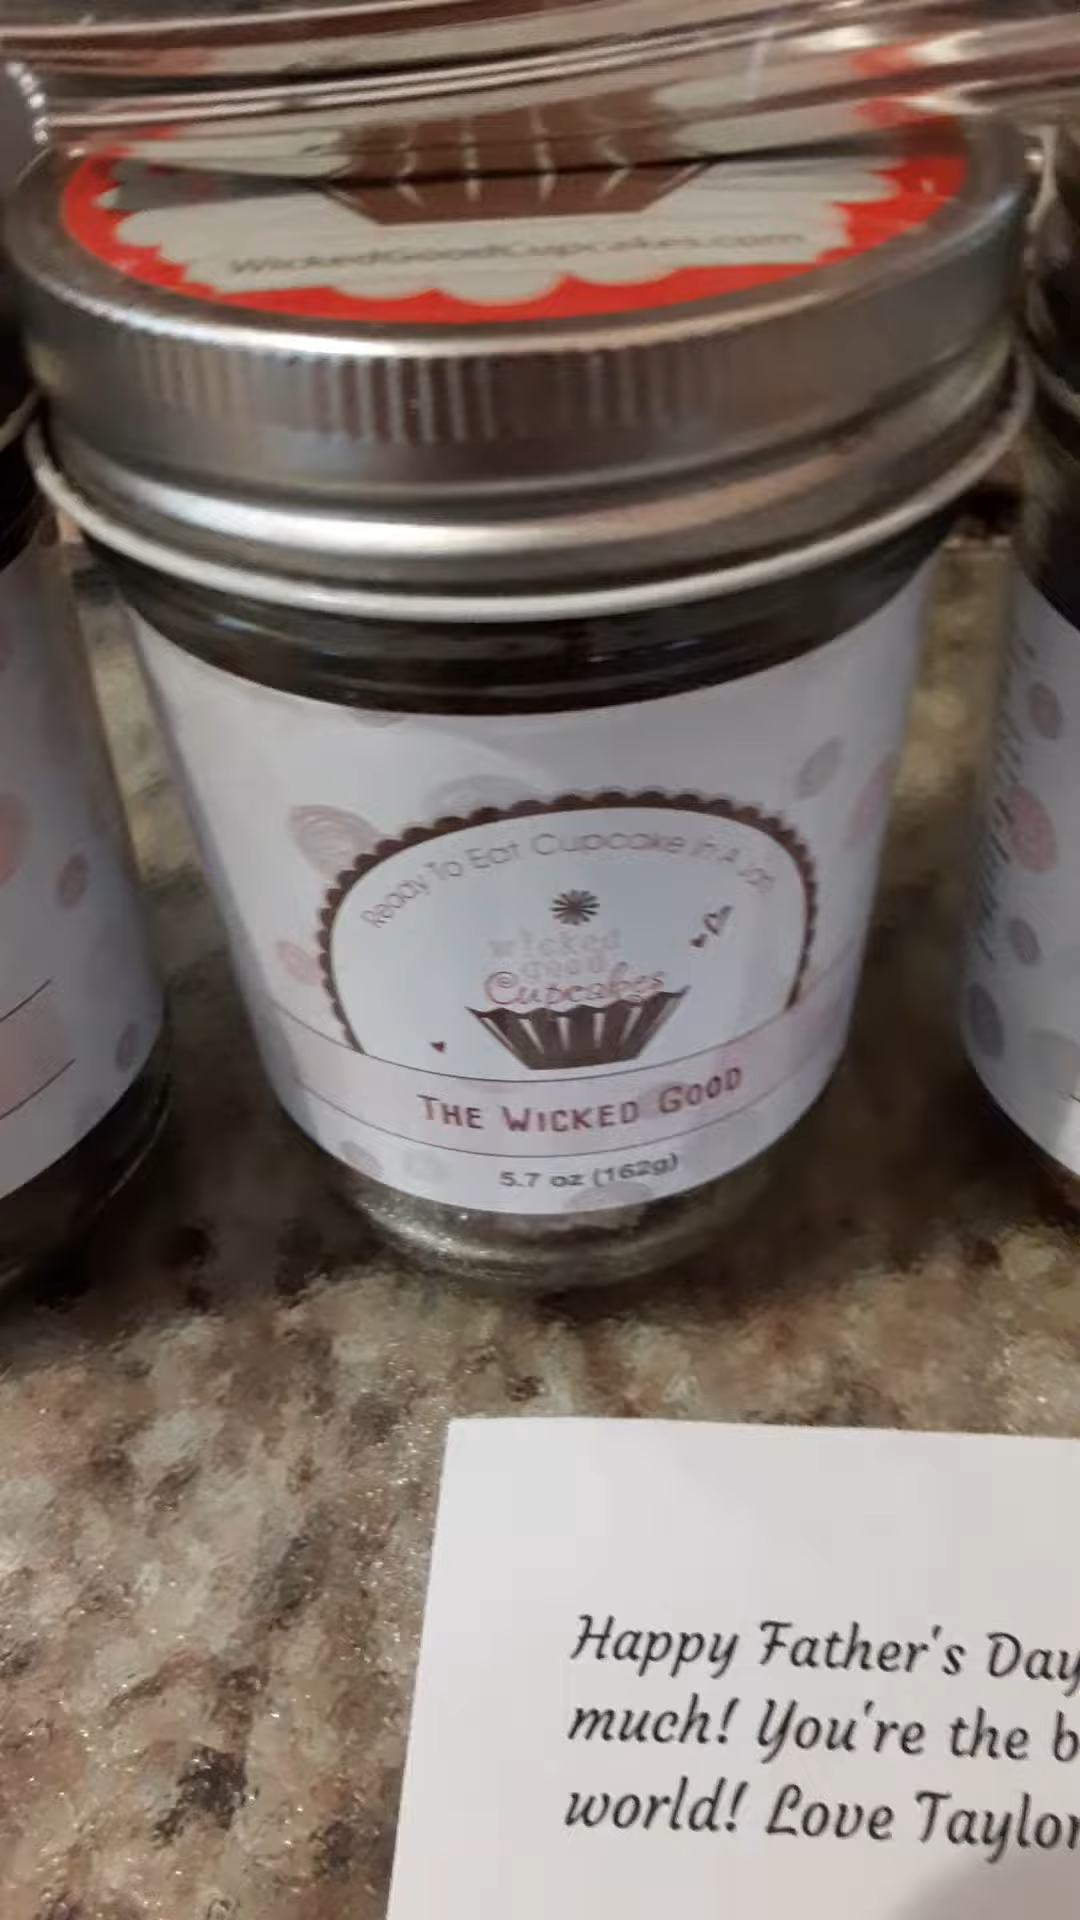 WickedGoodCupcakes.com
Ready To Eat Cupcake In A Jar!
wicked
good
Cupcakes
THE WICKED GOOD
5.7 oz (162g)
Happy Father's Day
much! You're the b
world! Love Taylor